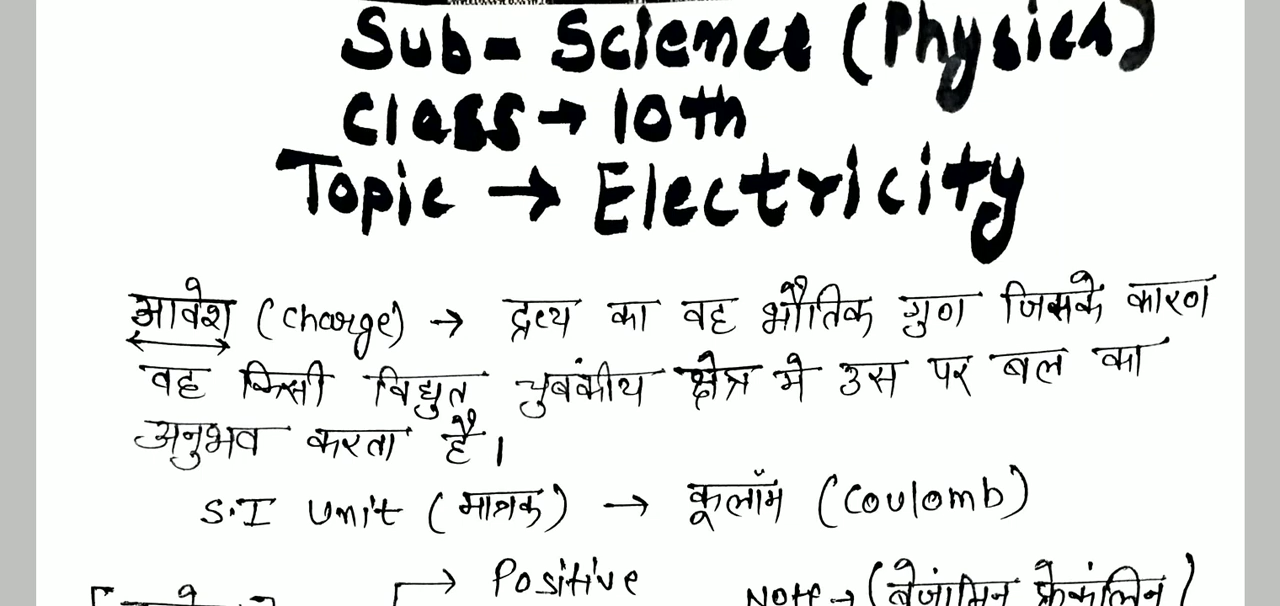 Sub- Science (Physics)
Class → 10th
Topic → Electricity
आवेश (Charge) → द्रव्य का वह भौतिक गुण जिसके कारण
वह किसी विद्युत चुबंकीय क्षेत्र मे उस पर बल का
अनुभव करता है।
S.I Unit (मात्रक) → कूलॉम (Coulomb)
→ Positive
Note → (बेंजामिन फ्रेकंलिन)